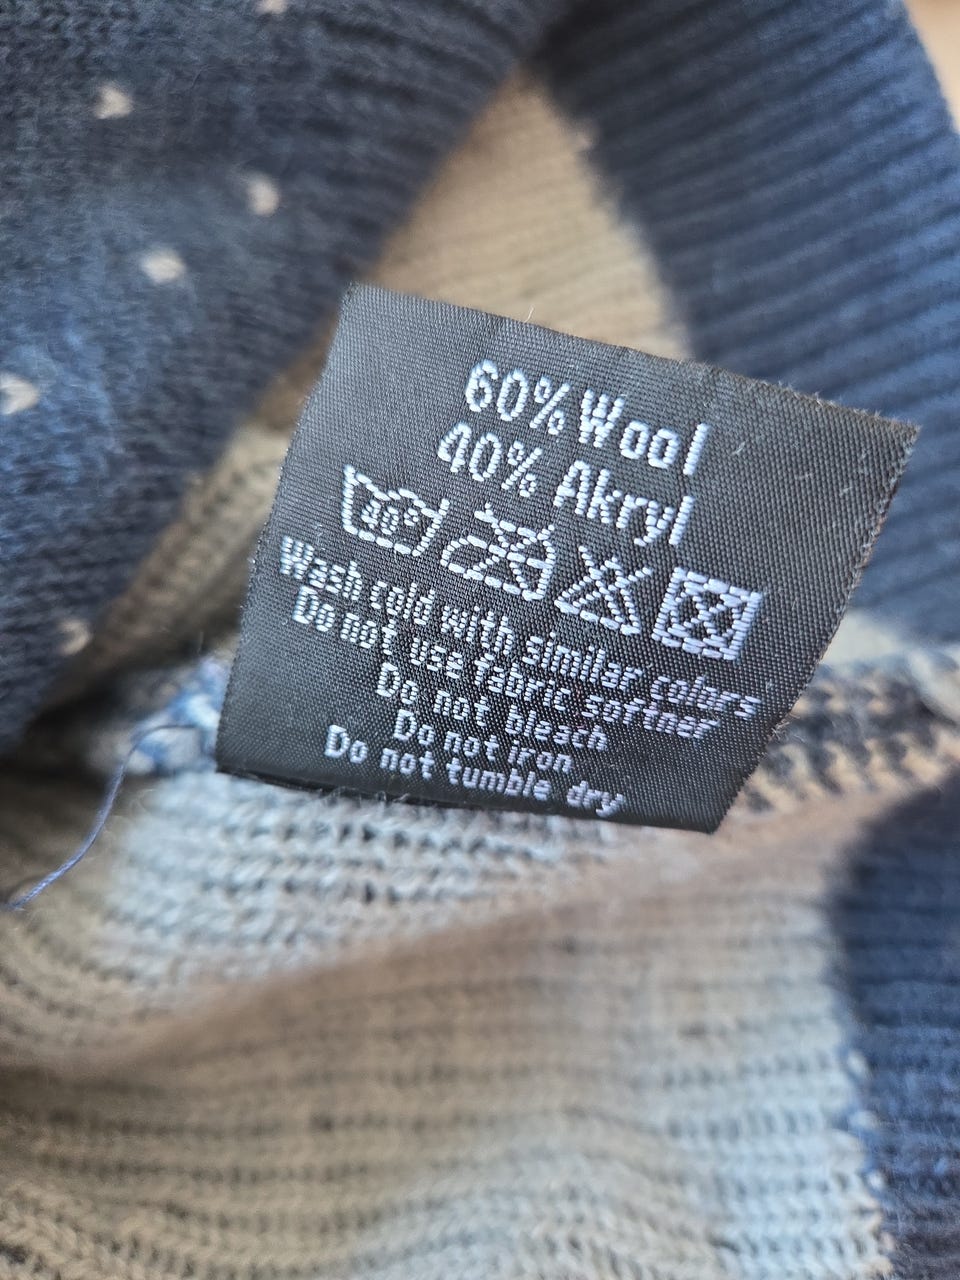 60% Wool
40% Akryl
40°
Wash cold with similar colors
Do not use fabric softner
Do not bleach
Do not iron
Do not tumble dry